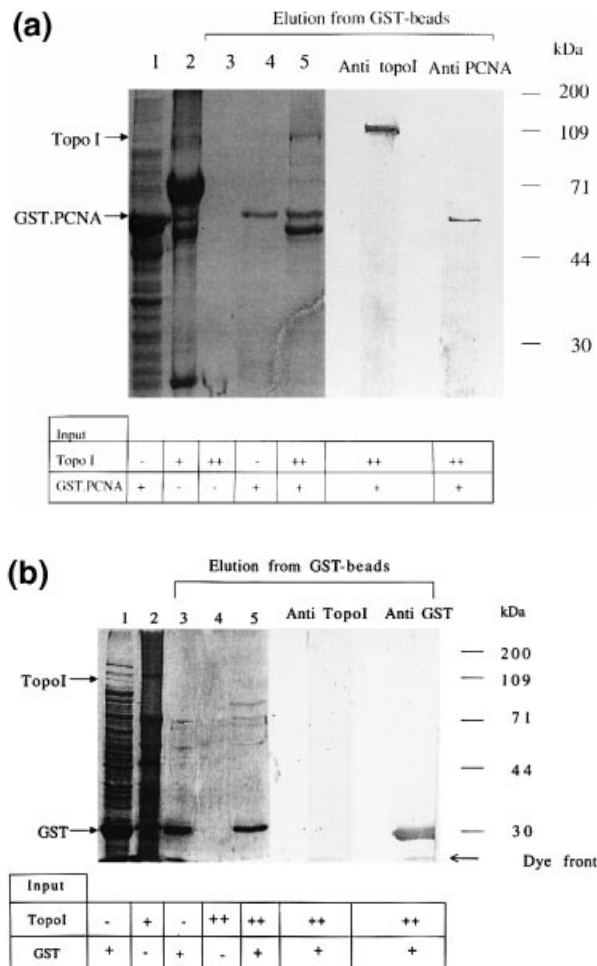 (a)
Elution from GST-beads
1 2 3 4 5 Anti topoI Anti PCNA kDa
200
Topo I 109
71
GST.PCNA
44
30
Input
Topo I - + ++ - ++ ++ ++
GST.PCNA + - - + + + +
(b)
Elution from GST-beads
1 2 3 4 5 Anti TopoI Anti GST kDa
200
TopoI 109
71
44
GST 30
Dye front
Input
TopoI - + - ++ ++ ++ ++
GST + - + - + + +